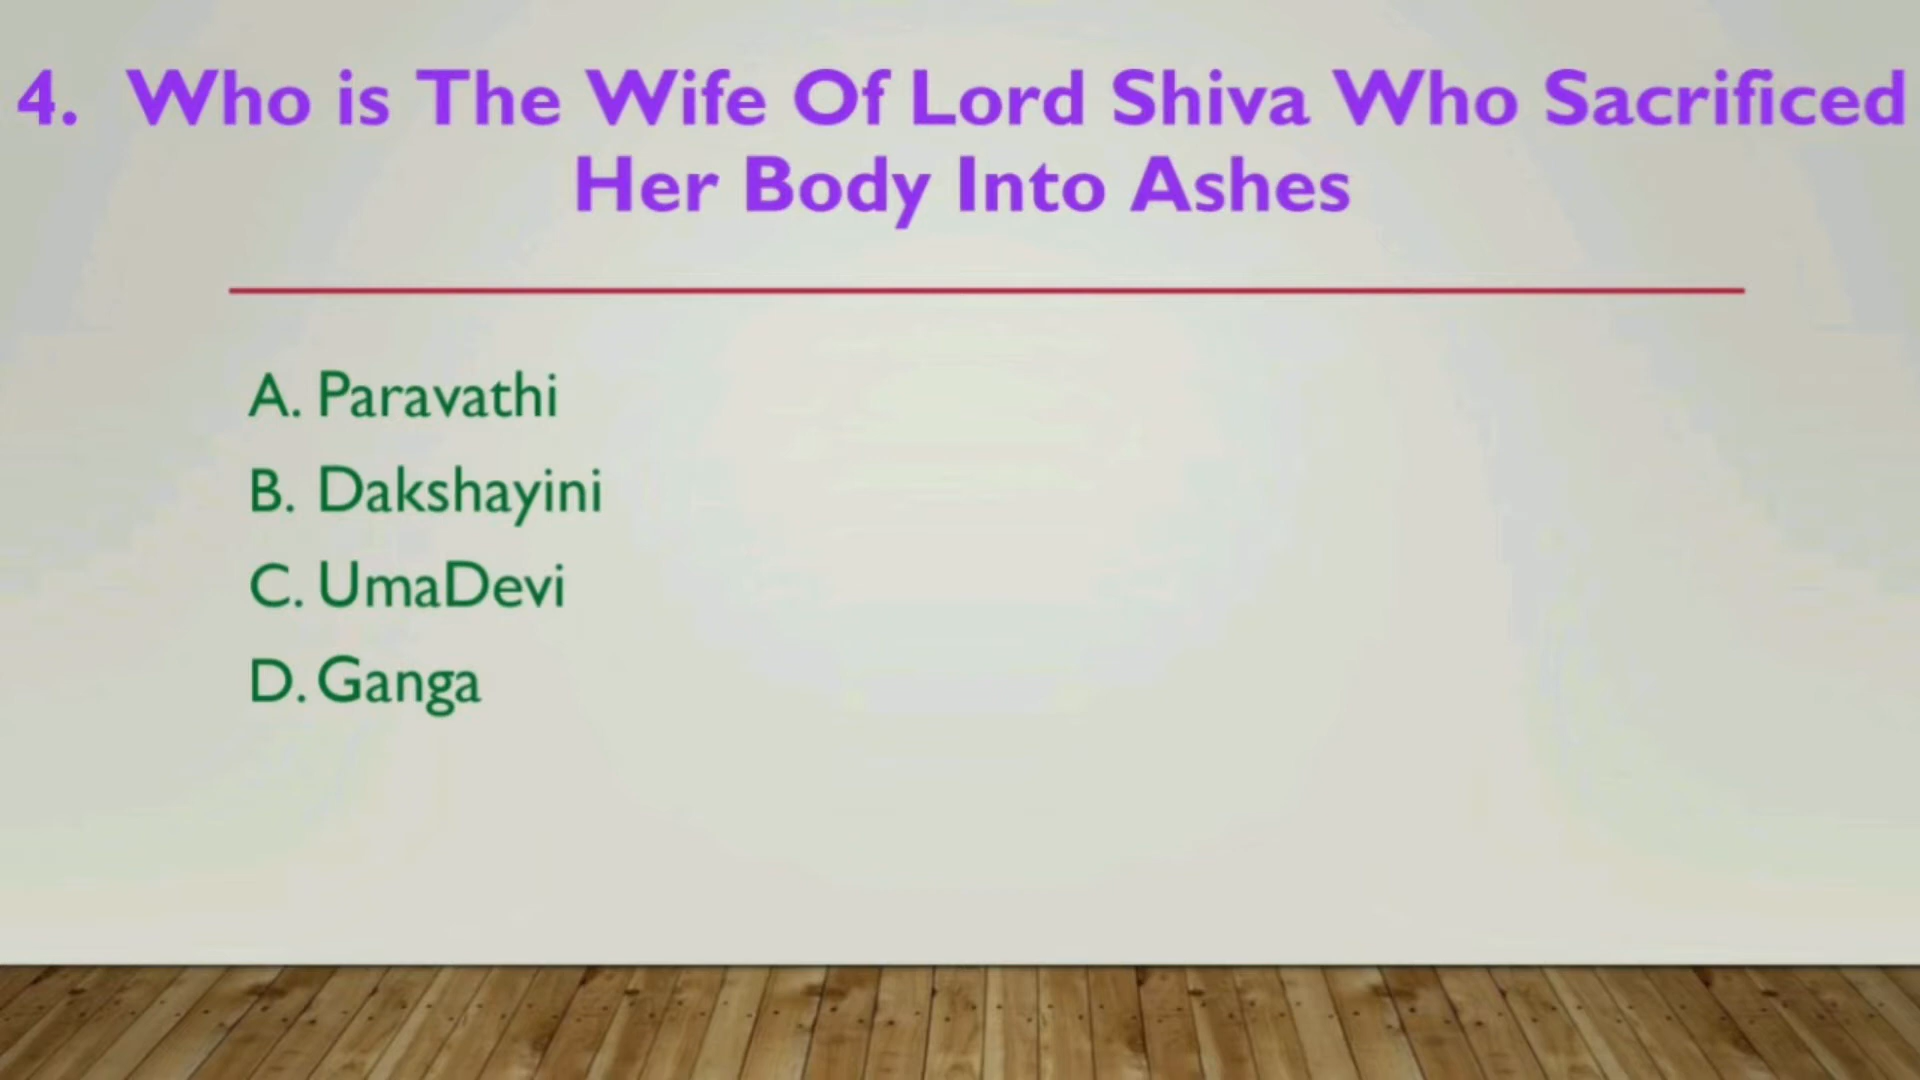 4. Who is The Wife Of Lord Shiva Who Sacrificed
Her Body Into Ashes
A. Paravathi
B. Dakshayini
C. UmaDevi
D. Ganga